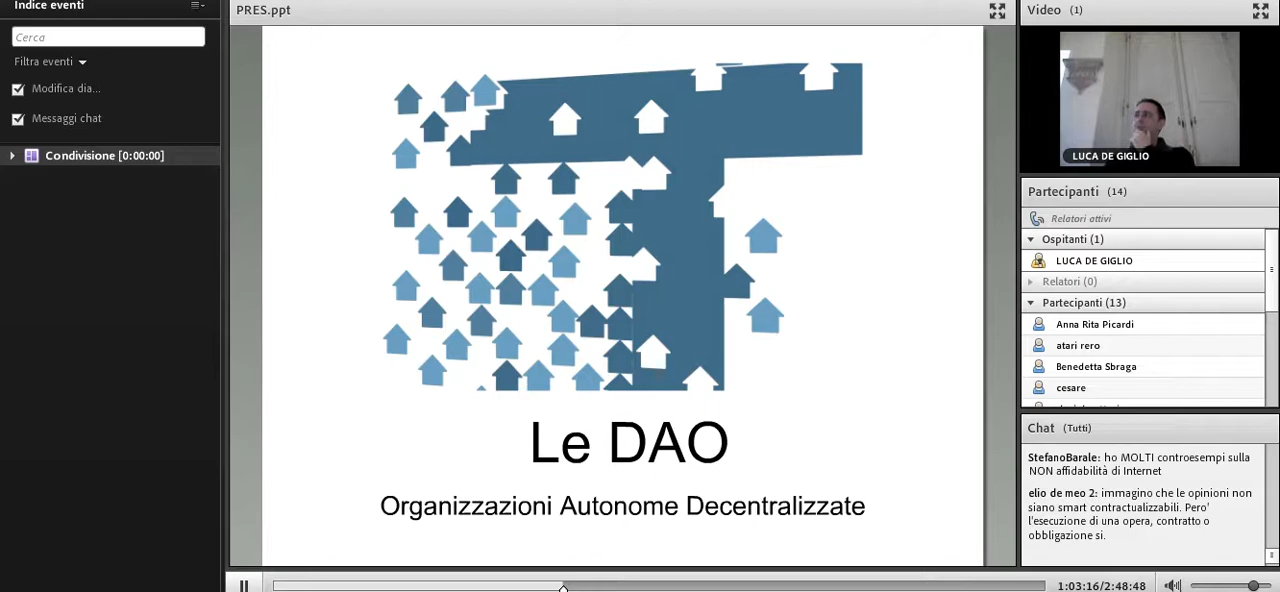 Indice eventi
Cerca
Filtra eventi
Modifica dia...
Messaggi chat
Condivisione [0:00:00]
PRES.ppt
Le DAO
Organizzazioni Autonome Decentralizzate
1:03:16/2:48:48
Video (1)
LUCA DE GIGLIO
Partecipanti (14)
Relatori attivi
Ospitanti (1)
LUCA DE GIGLIO
Relatori (0)
Partecipanti (13)
Anna Rita Picardi
atari rero
Benedetta Sbraga
cesare
Chat (Tutti)
StefanoBarale: ho MOLTI controesempi sulla
NON affidabilità di Internet
elio de meo 2: immagino che le opinioni non
siano smart contractualizzabili. Pero'
l'esecuzione di una opera, contratto o
obbligazione si.